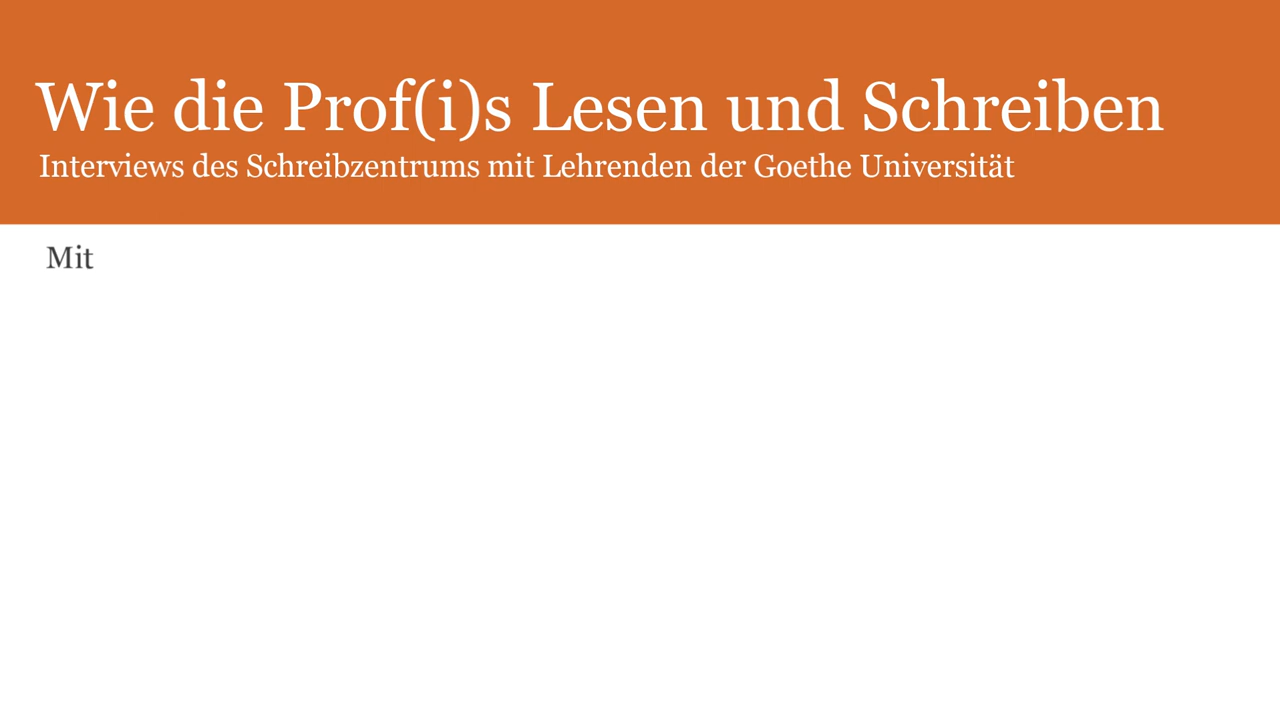 Wie die Prof(i)s Lesen und Schreiben
Interviews des Schreibzentrums mit Lehrenden der Goethe Universität
Mit